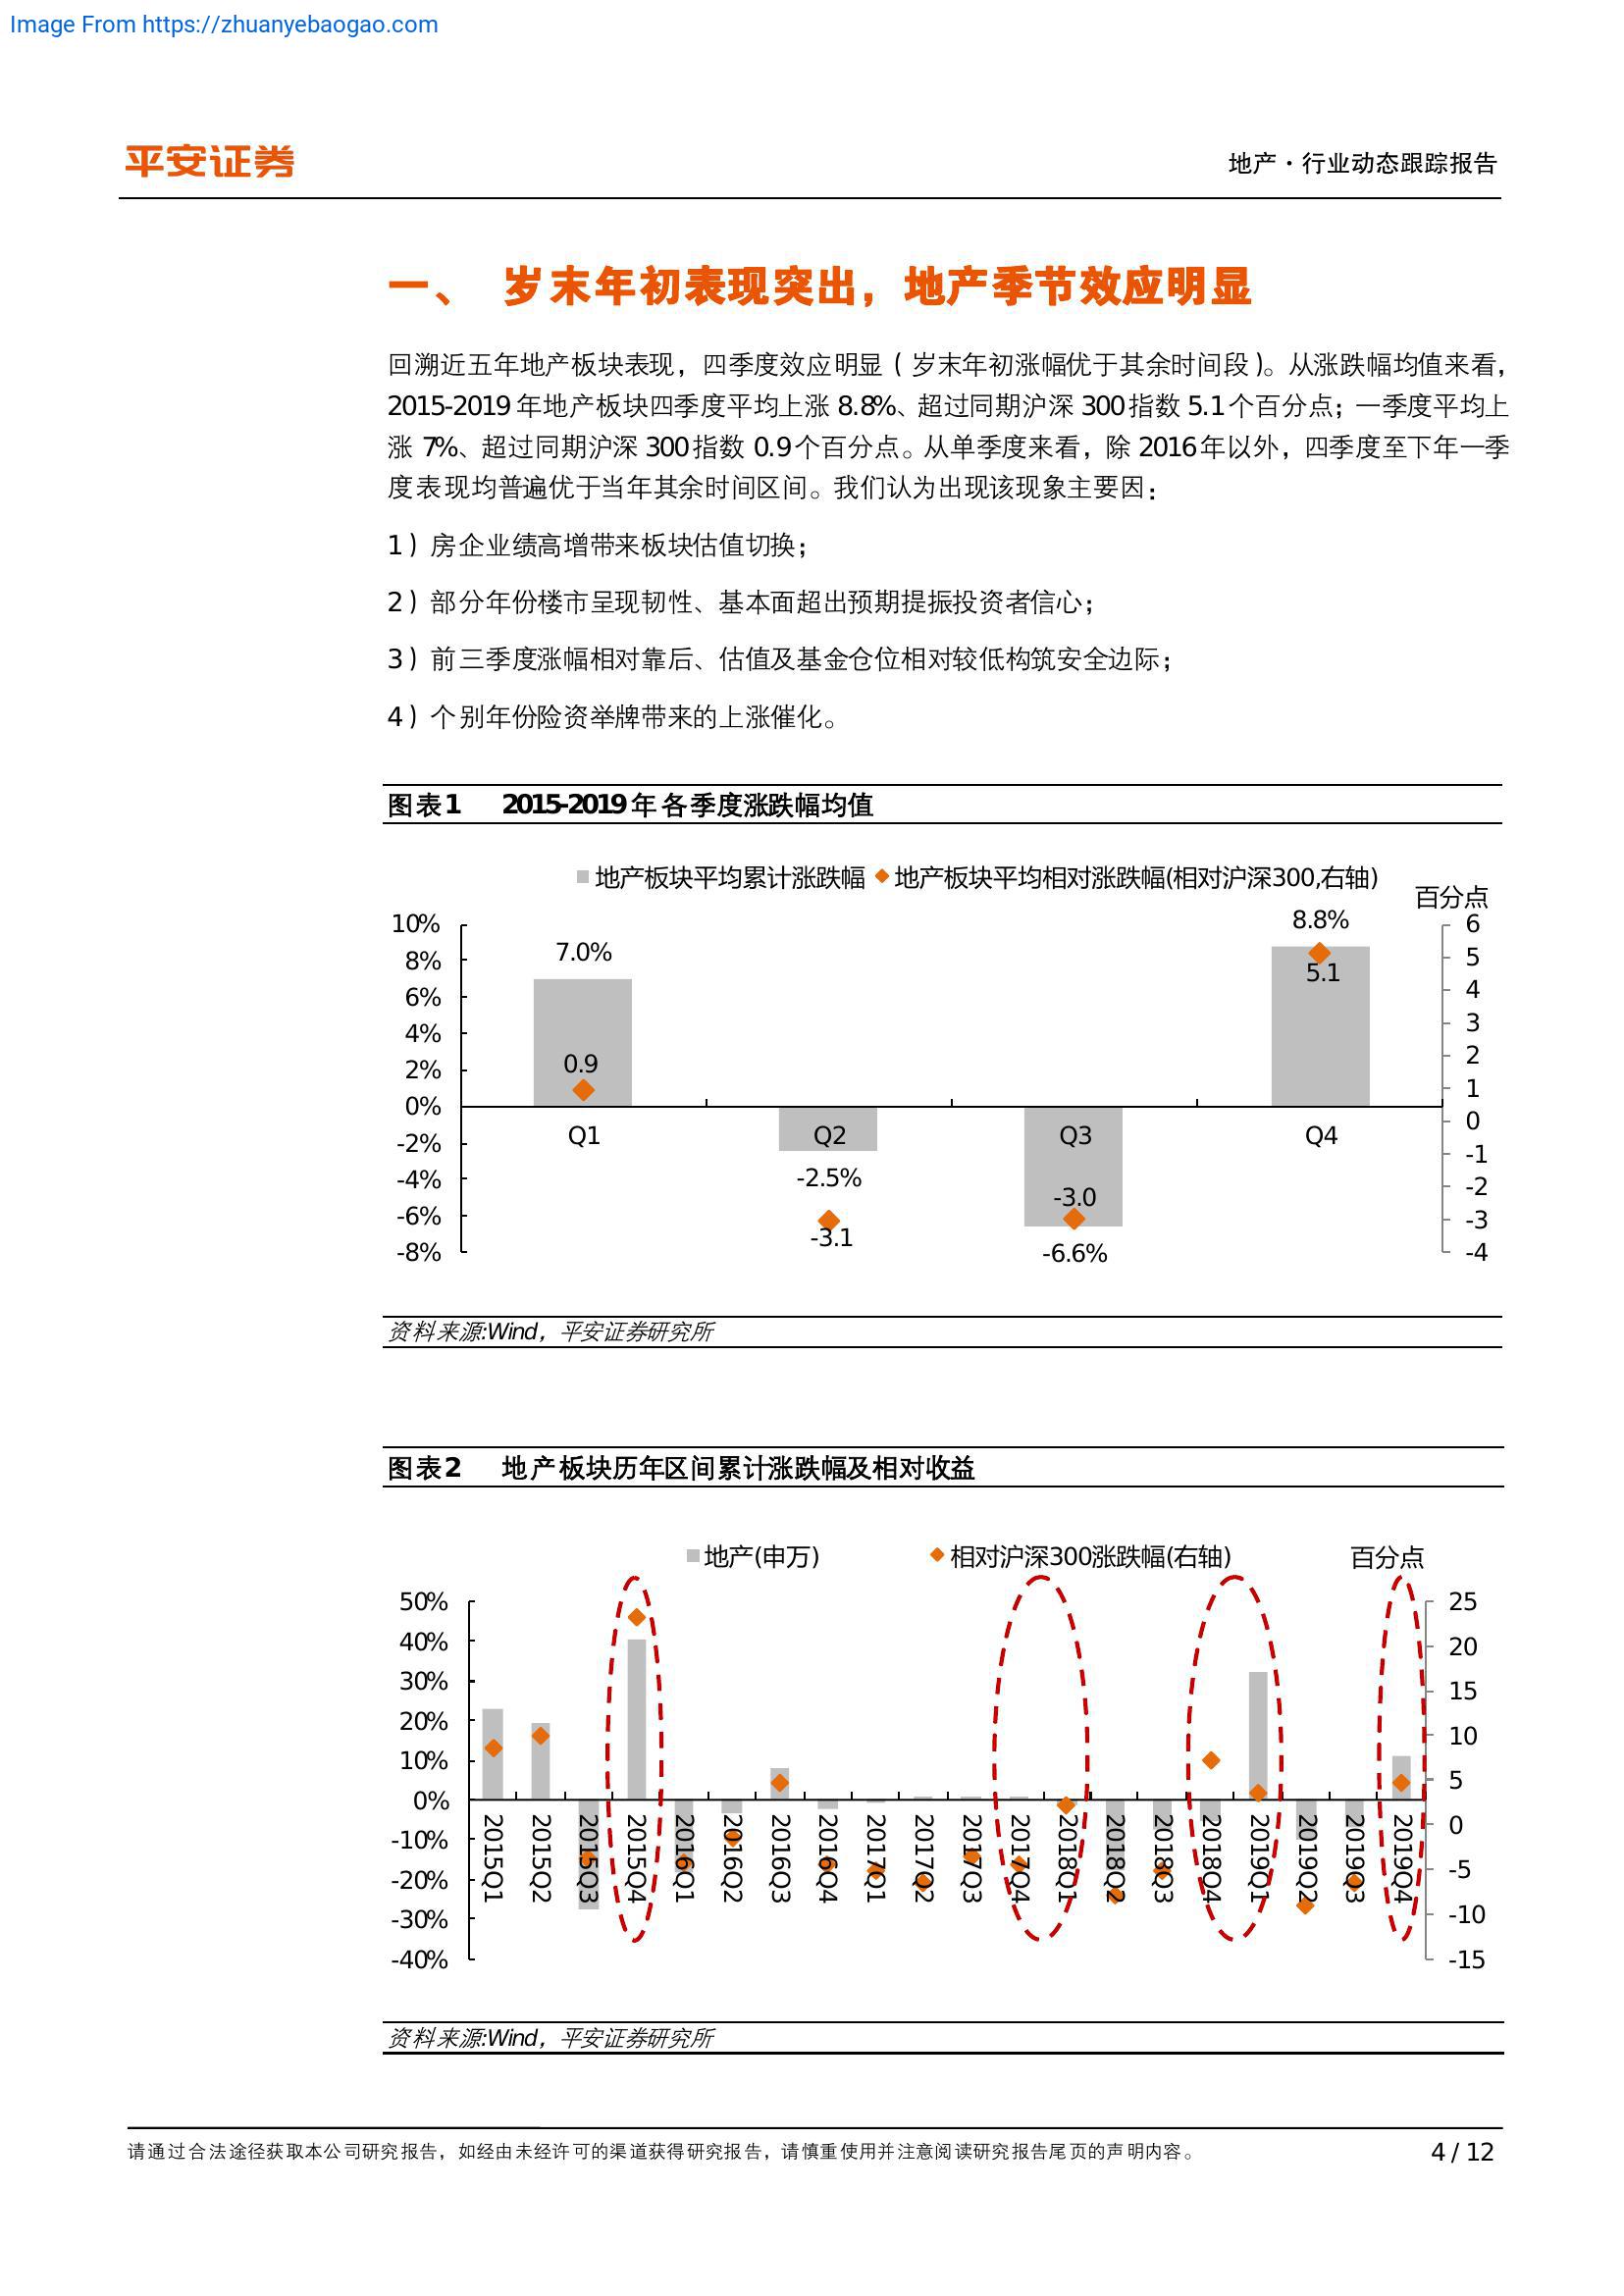 Image From https://zhuanyebaogao.com
平安证券
地产·行业动态跟踪报告
一、 岁末年初表现突出，地产季节效应明显
回溯近五年地产板块表现，四季度效应明显（岁末年初涨幅优于其余时间段）。从涨跌幅均值来看，
2015-2019年地产板块四季度平均上涨8.8%、超过同期沪深300指数5.1个百分点；一季度平均上
涨7%、超过同期沪深300指数0.9个百分点。从单季度来看，除2016年以外，四季度至下年一季
度表现均普遍优于当年其余时间区间。我们认为出现该现象主要因：
1）房企业绩高增带来板块估值切换；
2）部分年份楼市呈现韧性、基本面超出预期提振投资者信心；
3）前三季度涨幅相对靠后、估值及基金仓位相对较低构筑安全边际；
4）个别年份险资举牌带来的上涨催化。
图表1 2015-2019年各季度涨跌幅均值
地产板块平均累计涨跌幅 地产板块平均相对涨跌幅(相对沪深300,右轴)
百分点
10%
8%
6%
4%
2%
0%
-2%
-4%
-6%
-8%
7.0%
0.9
Q1
Q2
-2.5%
-3.1
Q3
-3.0
-6.6%
8.8%
5.1
Q4
6
5
4
3
2
1
0
-1
-2
-3
-4
资料来源:Wind，平安证券研究所
图表2 地产板块历年区间累计涨跌幅及相对收益
地产(申万) 相对沪深300涨跌幅(右轴) 百分点
50%
40%
30%
20%
10%
0%
-10%
-20%
-30%
-40%
2015Q1
2015Q2
2015Q3
2015Q4
2016Q1
2016Q2
2016Q3
2016Q4
2017Q1
2017Q2
2017Q3
2017Q4
2018Q1
2018Q2
2018Q3
2018Q4
2019Q1
2019Q2
2019Q3
2019Q4
25
20
15
10
5
0
-5
-10
-15
资料来源:Wind，平安证券研究所
请通过合法途径获取本公司研究报告，如经由未经许可的渠道获得研究报告，请慎重使用并注意阅读研究报告尾页的声明内容。
4 / 12